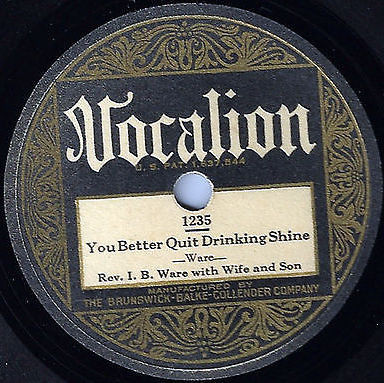 Vocalion
U. S. PAT. 1,637,544
1235
You Better Quit Drinking Shine
—Ware—
Rev. I. B. Ware with Wife and Son
MANUFACTURED BY
THE BRUNSWICK-BALKE-COLLENDER COMPANY